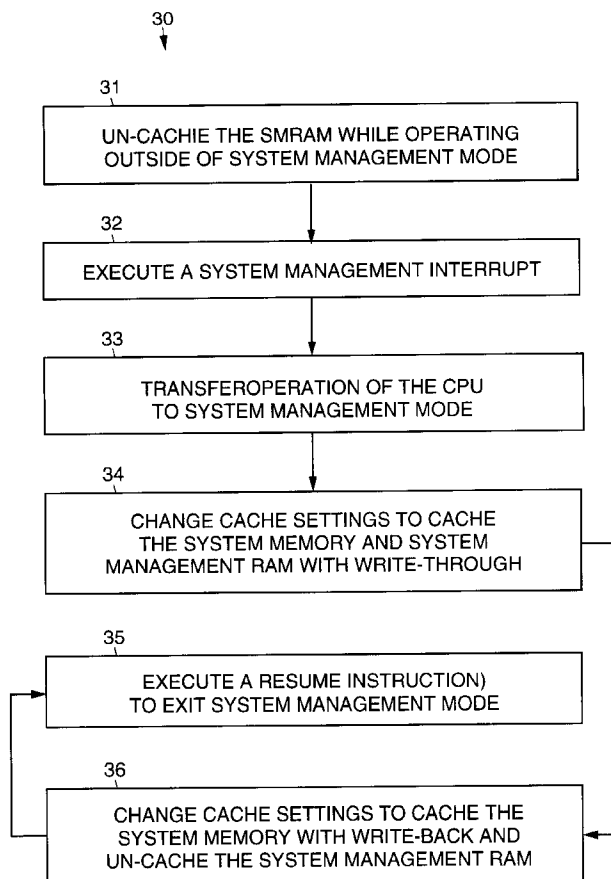 30
31
UN-CACHIE THE SMRAM WHILE OPERATING
OUTSIDE OF SYSTEM MANAGEMENT MODE
32
EXECUTE A SYSTEM MANAGEMENT INTERRUPT
33
TRANSFEROPERATION OF THE CPU
TO SYSTEM MANAGEMENT MODE
34
CHANGE CACHE SETTINGS TO CACHE
THE SYSTEM MEMORY AND SYSTEM
MANAGEMENT RAM WITH WRITE-THROUGH
35
EXECUTE A RESUME INSTRUCTION)
TO EXIT SYSTEM MANAGEMENT MODE
36
CHANGE CACHE SETTINGS TO CACHE THE
SYSTEM MEMORY WITH WRITE-BACK AND
UN-CACHE THE SYSTEM MANAGEMENT RAM